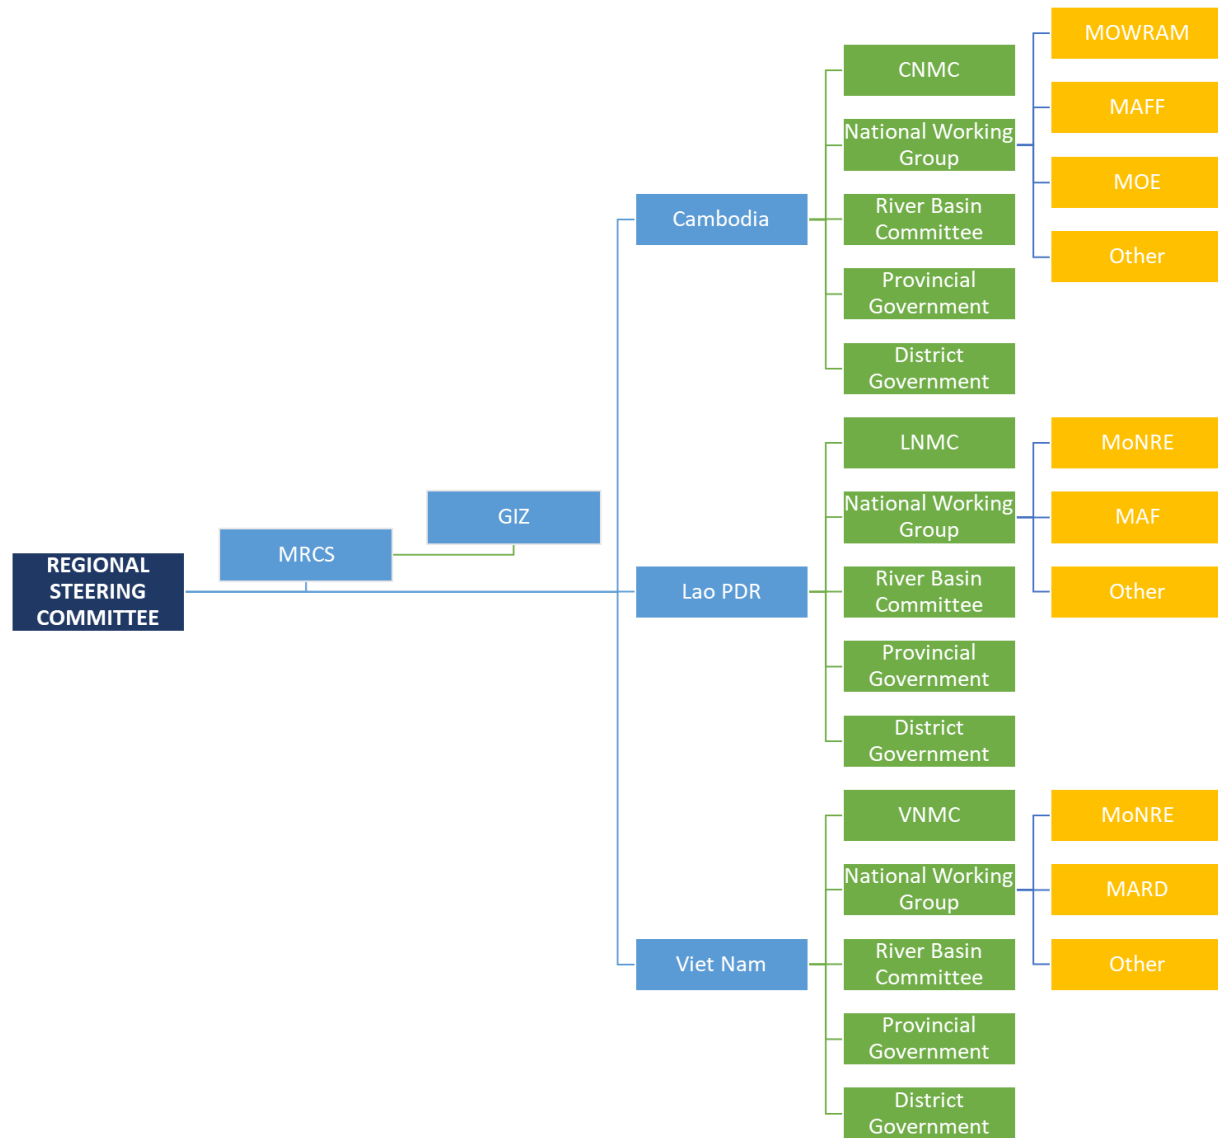 REGIONAL
STEERING
COMMITTEE
MRCS
GIZ
Cambodia
CNMC
National Working
Group
MOWRAM
MAFF
MOE
Other
River Basin
Committee
Provincial
Government
District
Government
Lao PDR
LNMC
National Working
Group
MoNRE
MAF
Other
River Basin
Committee
Provincial
Government
District
Government
Viet Nam
VNMC
National Working
Group
MoNRE
MARD
Other
River Basin
Committee
Provincial
Government
District
Government